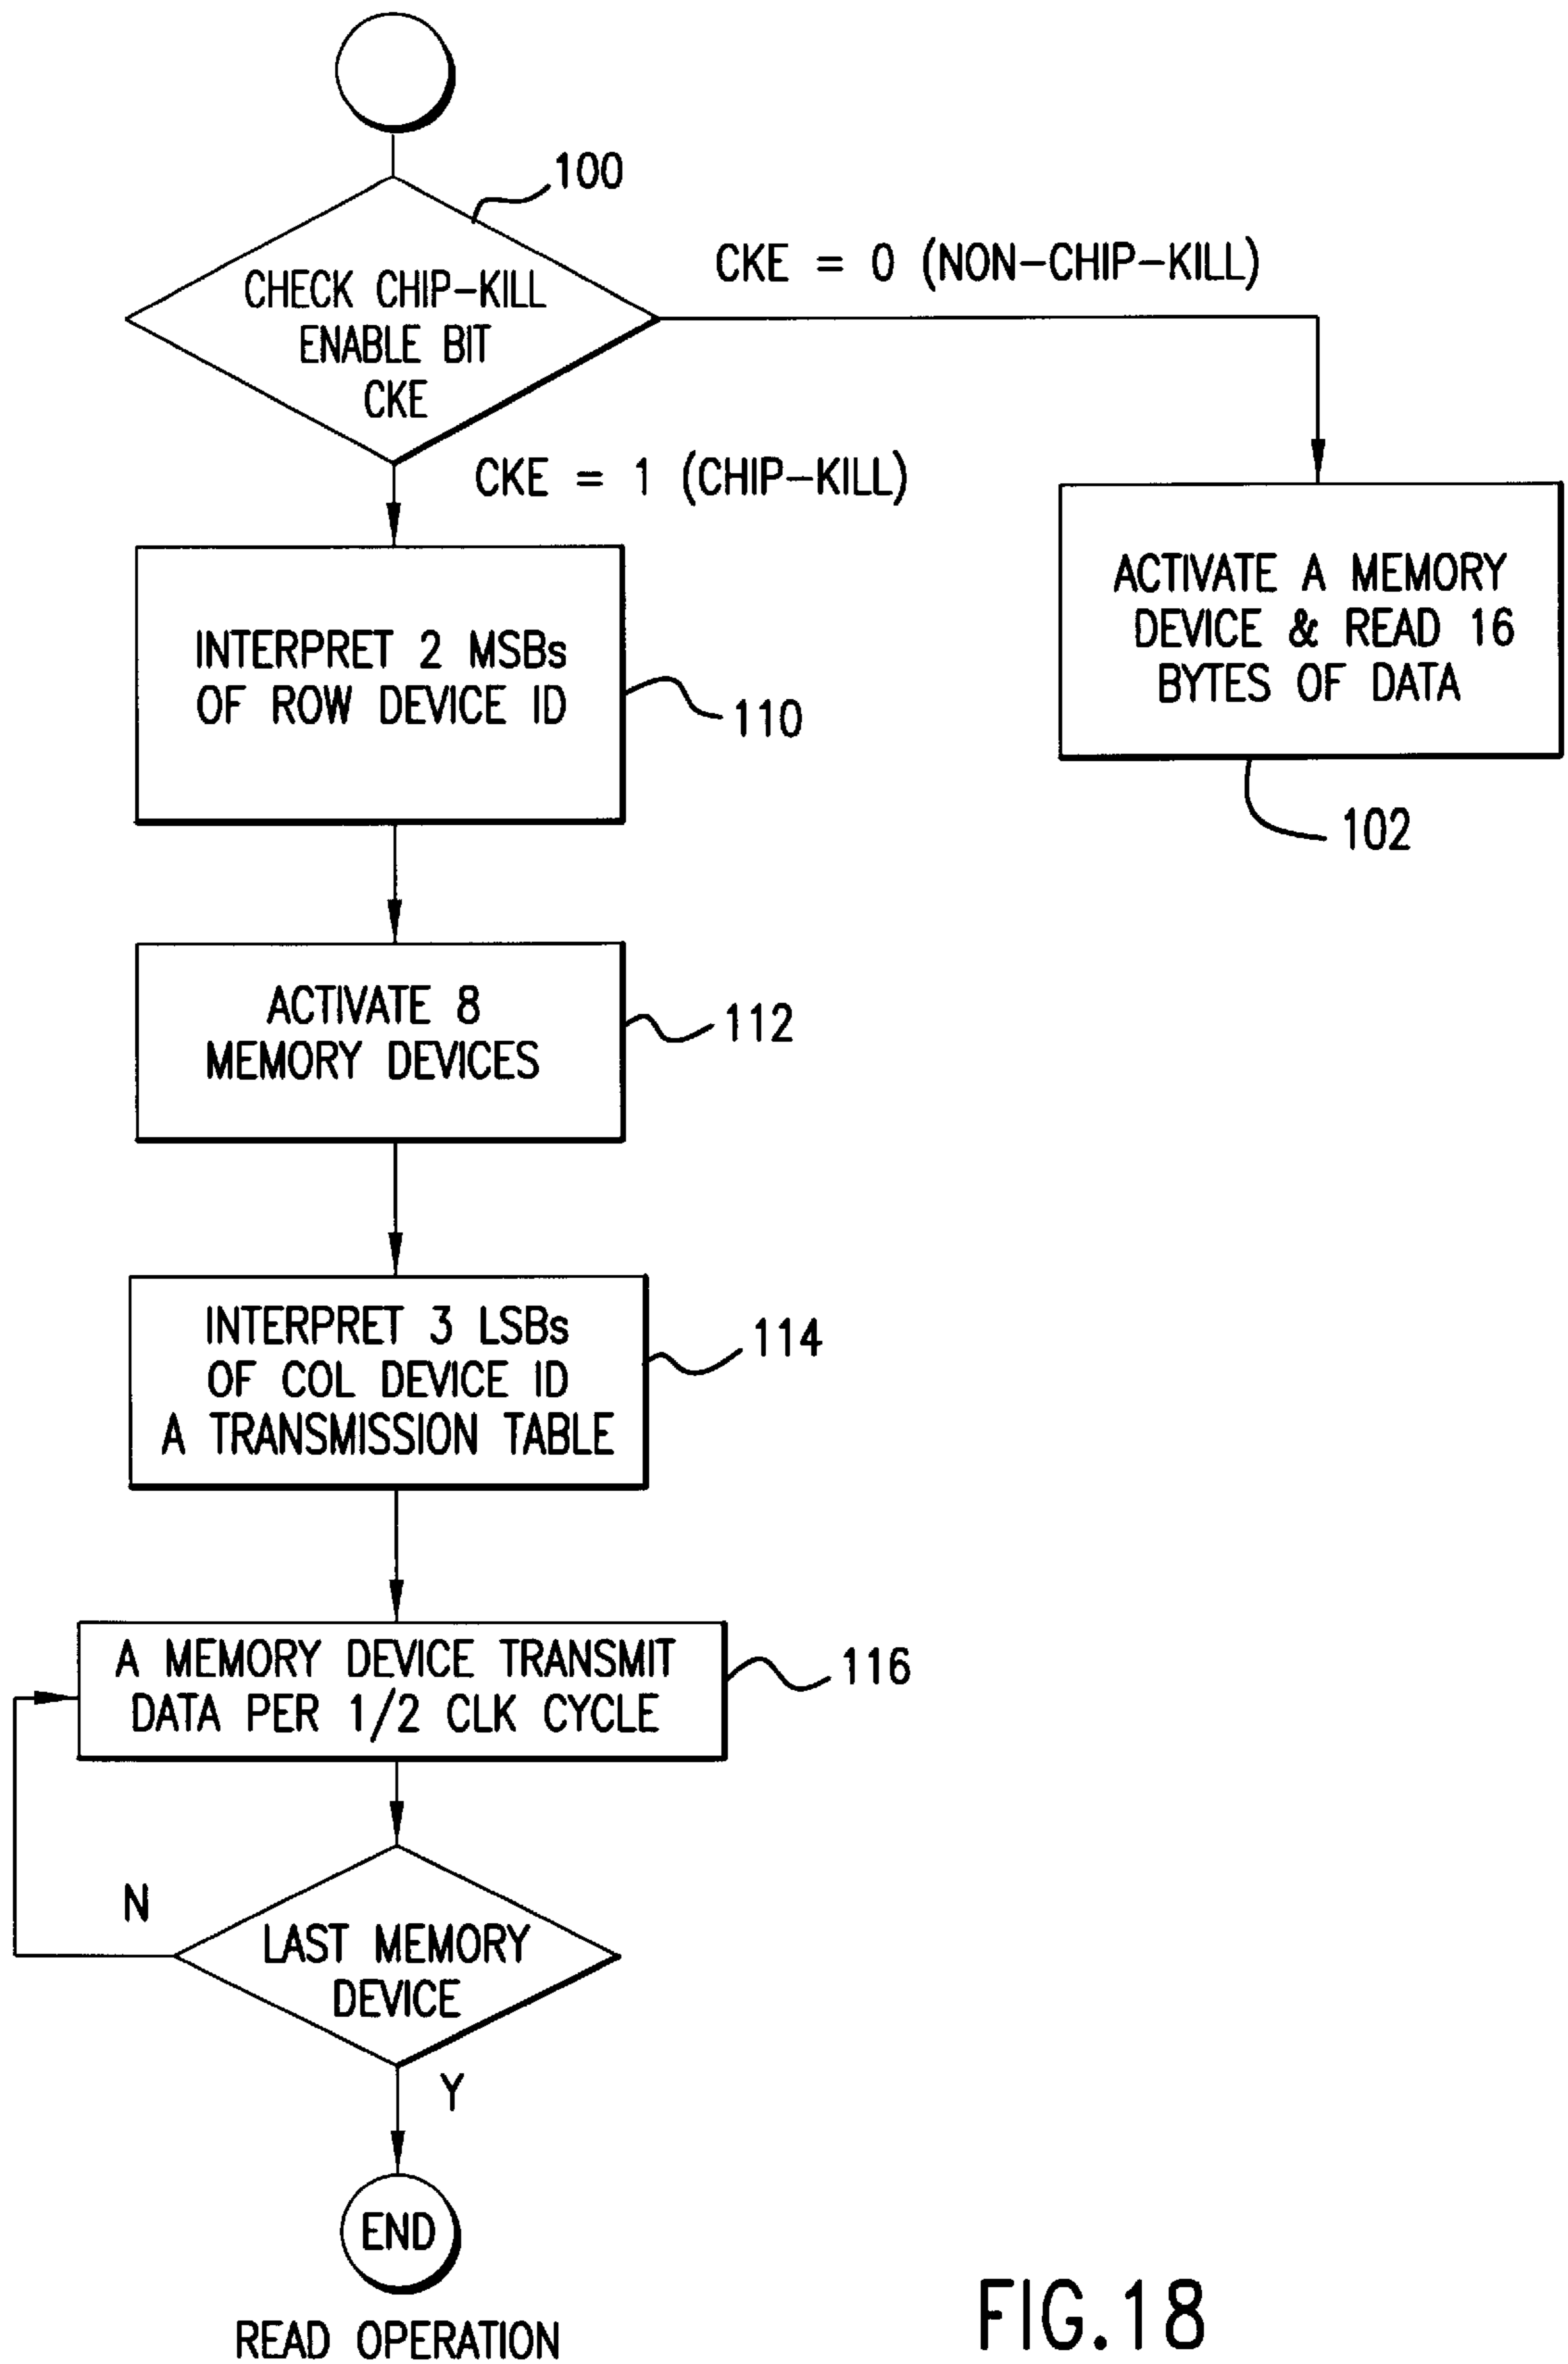 100
CHECK CHIP-KILL
ENABLE BIT
CKE
CKE = 0 (NON-CHIP-KILL)
CKE = 1 (CHIP-KILL)
ACTIVATE A MEMORY
DEVICE & READ 16
BYTES OF DATA
102
INTERPRET 2 MSBs
OF ROW DEVICE ID
110
ACTIVATE 8
MEMORY DEVICES
112
INTERPRET 3 LSBs
OF COL DEVICE ID
A TRANSMISSION TABLE
114
A MEMORY DEVICE TRANSMIT
DATA PER 1/2 CLK CYCLE
116
N
LAST MEMORY
DEVICE
Y
END
READ OPERATION
FIG.18